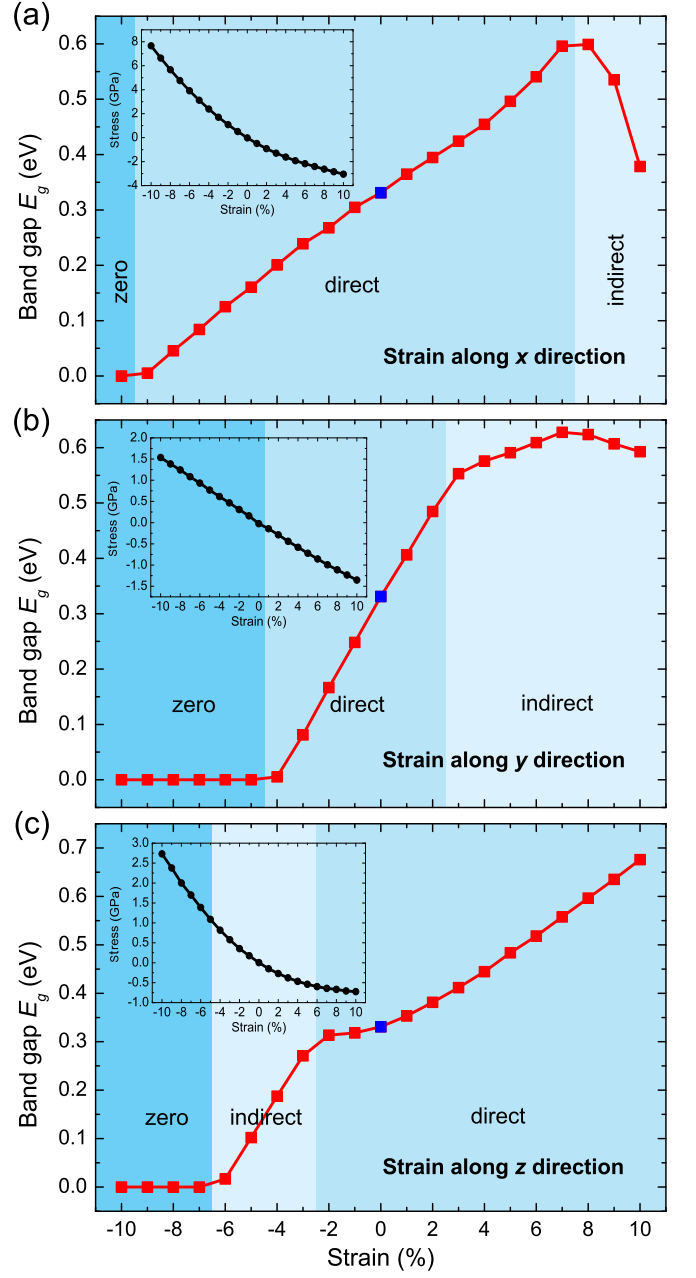 (a)
Band gap Eg (eV)
0.6
0.5
0.4
0.3
0.2
0.1
0.0
Stress (GPa)
8
6
4
2
0
-2
-4
-10 -8 -6 -4 -2 0 2 4 6 8 10
Strain (%)
zero
direct
indirect
Strain along x direction
(b)
Band gap Eg (eV)
0.6
0.5
0.4
0.3
0.2
0.1
0.0
Stress (GPa)
2.0
1.5
1.0
0.5
0.0
-0.5
-1.0
-1.5
-10 -8 -6 -4 -2 0 2 4 6 8 10
Strain (%)
zero
direct
indirect
Strain along y direction
(c)
Band gap Eg (eV)
0.7
0.6
0.5
0.4
0.3
0.2
0.1
0.0
Stress (GPa)
3.0
2.5
2.0
1.5
1.0
0.5
0.0
-0.5
-1.0
-10 -8 -6 -4 -2 0 2 4 6 8 10
Strain (%)
zero
indirect
direct
Strain along z direction
-10 -8 -6 -4 -2 0 2 4 6 8 10
Strain (%)